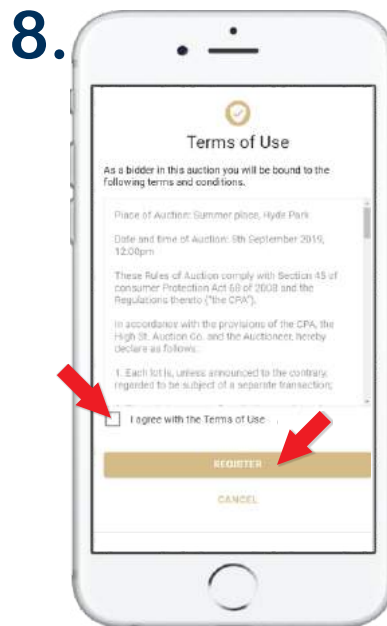 8.
Terms of Use
As a bidder in this auction you will be bound to the
following terms and conditions.
Place of Auction: Summer place, Hyde Park
Date and time of Auction: 9th September 2019,
12:00pm
These Rules of Auction comply with Section 45 of
consumer Protection Act 68 of 2008 and the
Regulations thereto ("the CPA").
In accordance with the provisions of the CPA, the
High St. Auction Co. and the Auctioneer, hereby
declare as follows:
1. Each lot is, unless announced to the contrary,
regarded to be subject of a separate transaction;
I agree with the Terms of Use
REGISTER
CANCEL